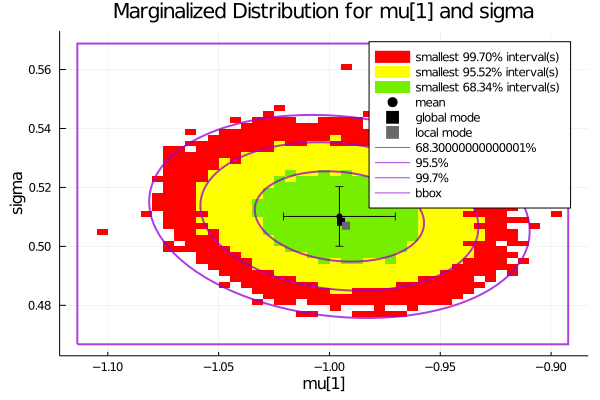 Marginalized Distribution for mu[1] and sigma
smallest 99.70% interval(s)
smallest 95.52% interval(s)
smallest 68.34% interval(s)
mean
global mode
local mode
68.30000000000001%
95.5%
99.7%
bbox
sigma
0.56
0.54
0.52
0.50
0.48
−1.10
−1.05
−1.00
−0.95
−0.90
mu[1]